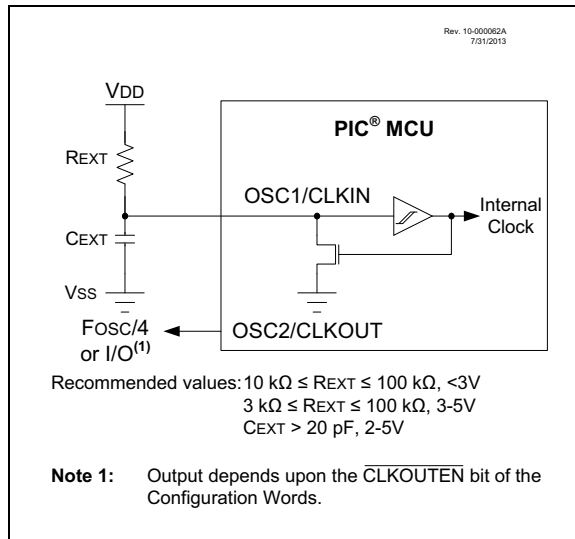 Rev. 10-000062A
7/31/2013
VDD
PIC® MCU
REXT
OSC1/CLKIN
Internal
Clock
CEXT
VSS
FOSC/4
or I/O(1)
OSC2/CLKOUT
Recommended values: 10 kΩ ≤ REXT ≤ 100 kΩ, <3V
3 kΩ ≤ REXT ≤ 100 kΩ, 3-5V
CEXT > 20 pF, 2-5V
Note 1: Output depends upon the CLKOUTEN bit of the
Configuration Words.